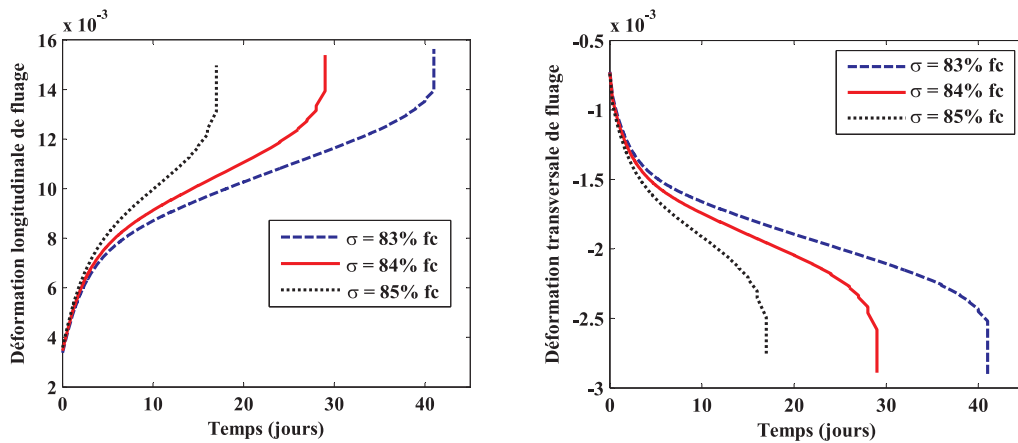 x 10⁻³
16
14
12
10
8
6
4
2
0
10
20
30
40
Déformation longitudinale de fluage
Temps (jours)
σ = 83% fc
σ = 84% fc
σ = 85% fc
x 10⁻³
-0.5
-1
-1.5
-2
-2.5
-3
0
10
20
30
40
Déformation transversale de fluage
Temps (jours)
σ = 83% fc
σ = 84% fc
σ = 85% fc